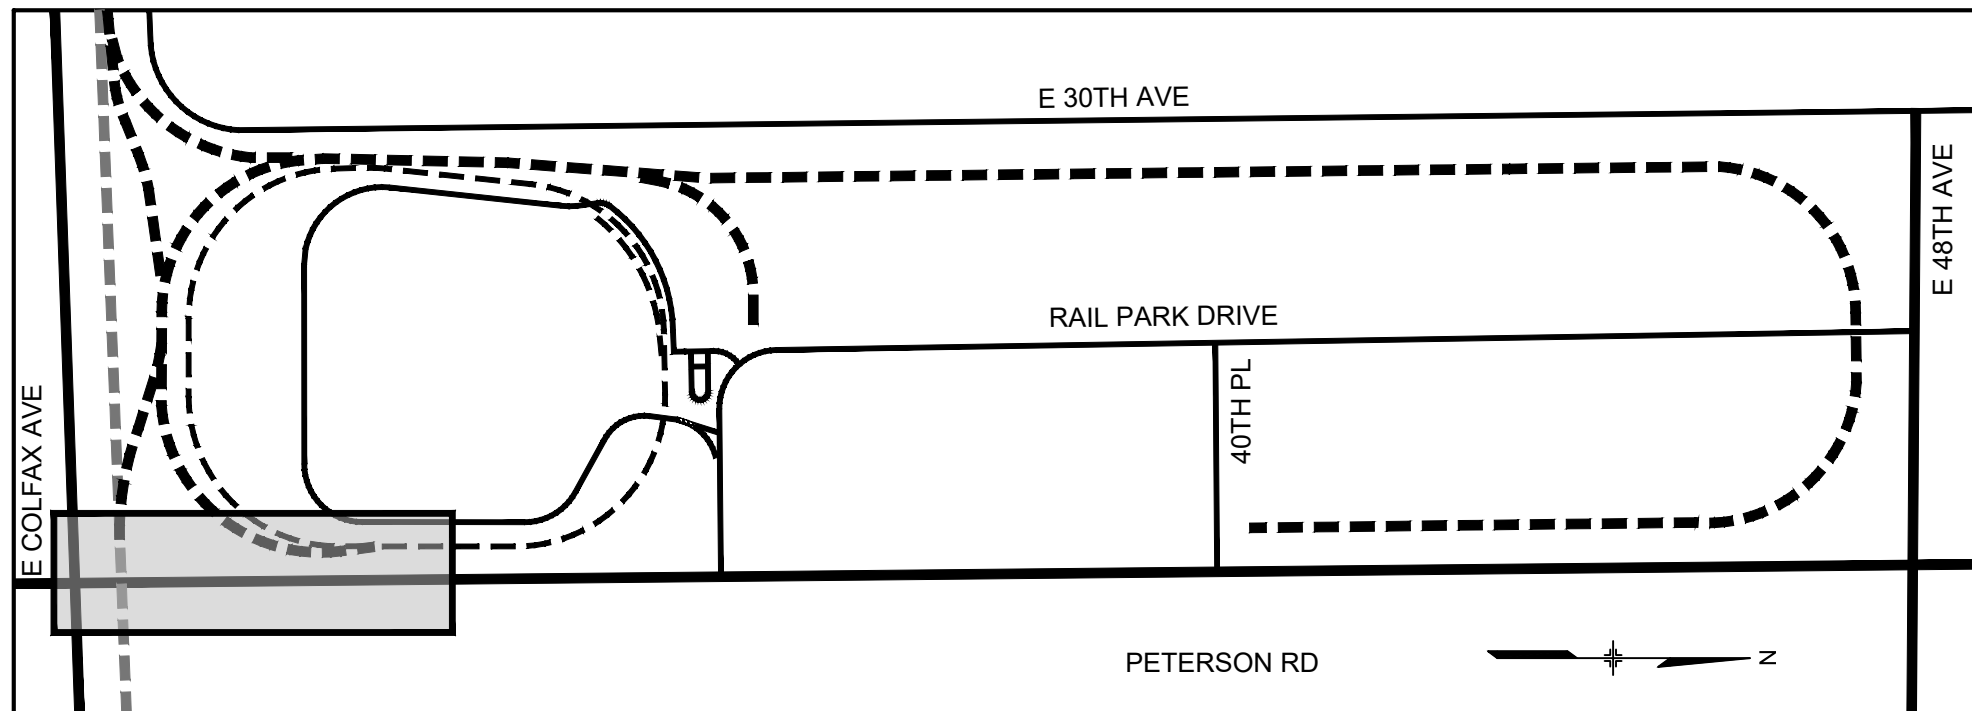 E 30TH AVE
E 48TH AVE
RAIL PARK DRIVE
40TH PL
E COLFAX AVE
PETERSON RD
N